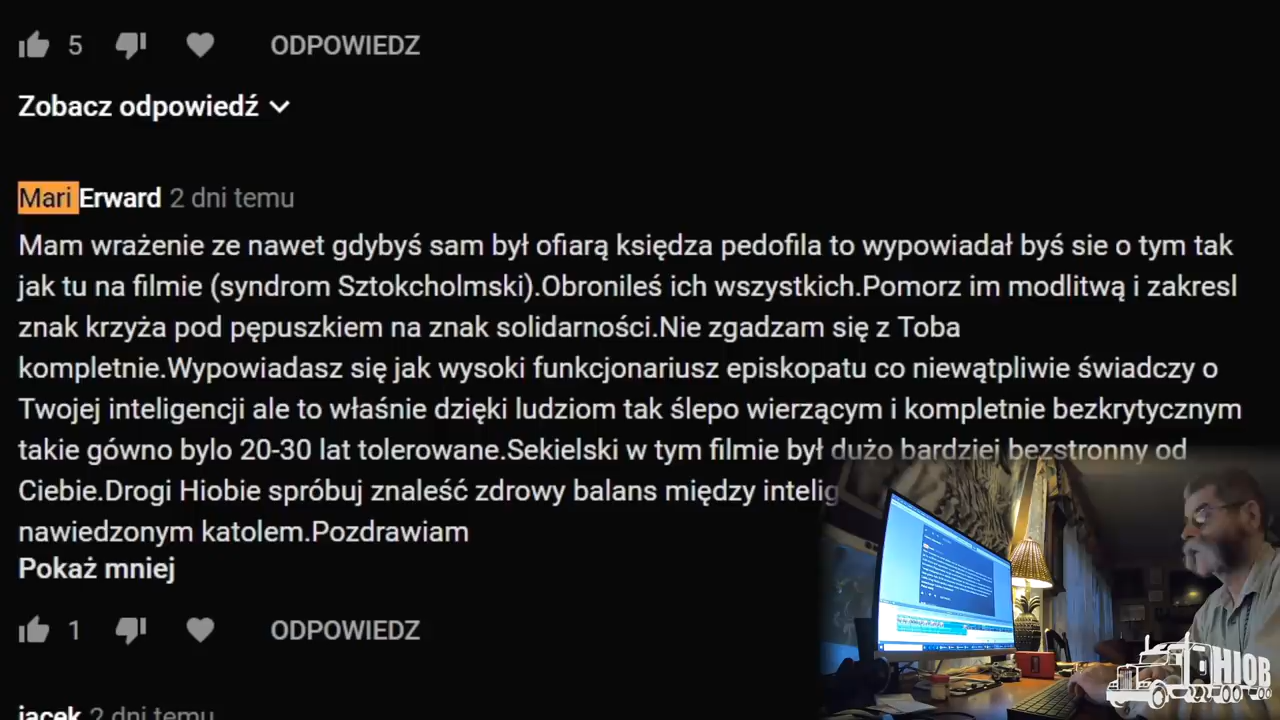 5 ODPOWIEDZ
Zobacz odpowiedź
Mari Erward 2 dni temu
Mam wrażenie ze nawet gdybyś sam był ofiarą księdza pedofila to wypowiadał byś sie o tym tak
jak tu na filmie (syndrom Sztokcholmski).Obroniłeś ich wszystkich.Pomorz im modlitwą i zakresl
znak krzyża pod pępuszkiem na znak solidarności.Nie zgadzam się z Toba
kompletnie.Wypowiadasz się jak wysoki funkcjonariusz episkopatu co niewątpliwie świadczy o
Twojej inteligencji ale to właśnie dzięki ludziom tak ślepo wierzącym i kompletnie bezkrytycznym
takie gówno bylo 20-30 lat tolerowane.Sekielski w tym filmie był dużo bardziej bezstronny od
Ciebie.Drogi Hiobie spróbuj znaleść zdrowy balans między intelig
nawiedzonym katolem.Pozdrawiam
Pokaż mniej
1 ODPOWIEDZ
jacek 2 dni temu
HIOB